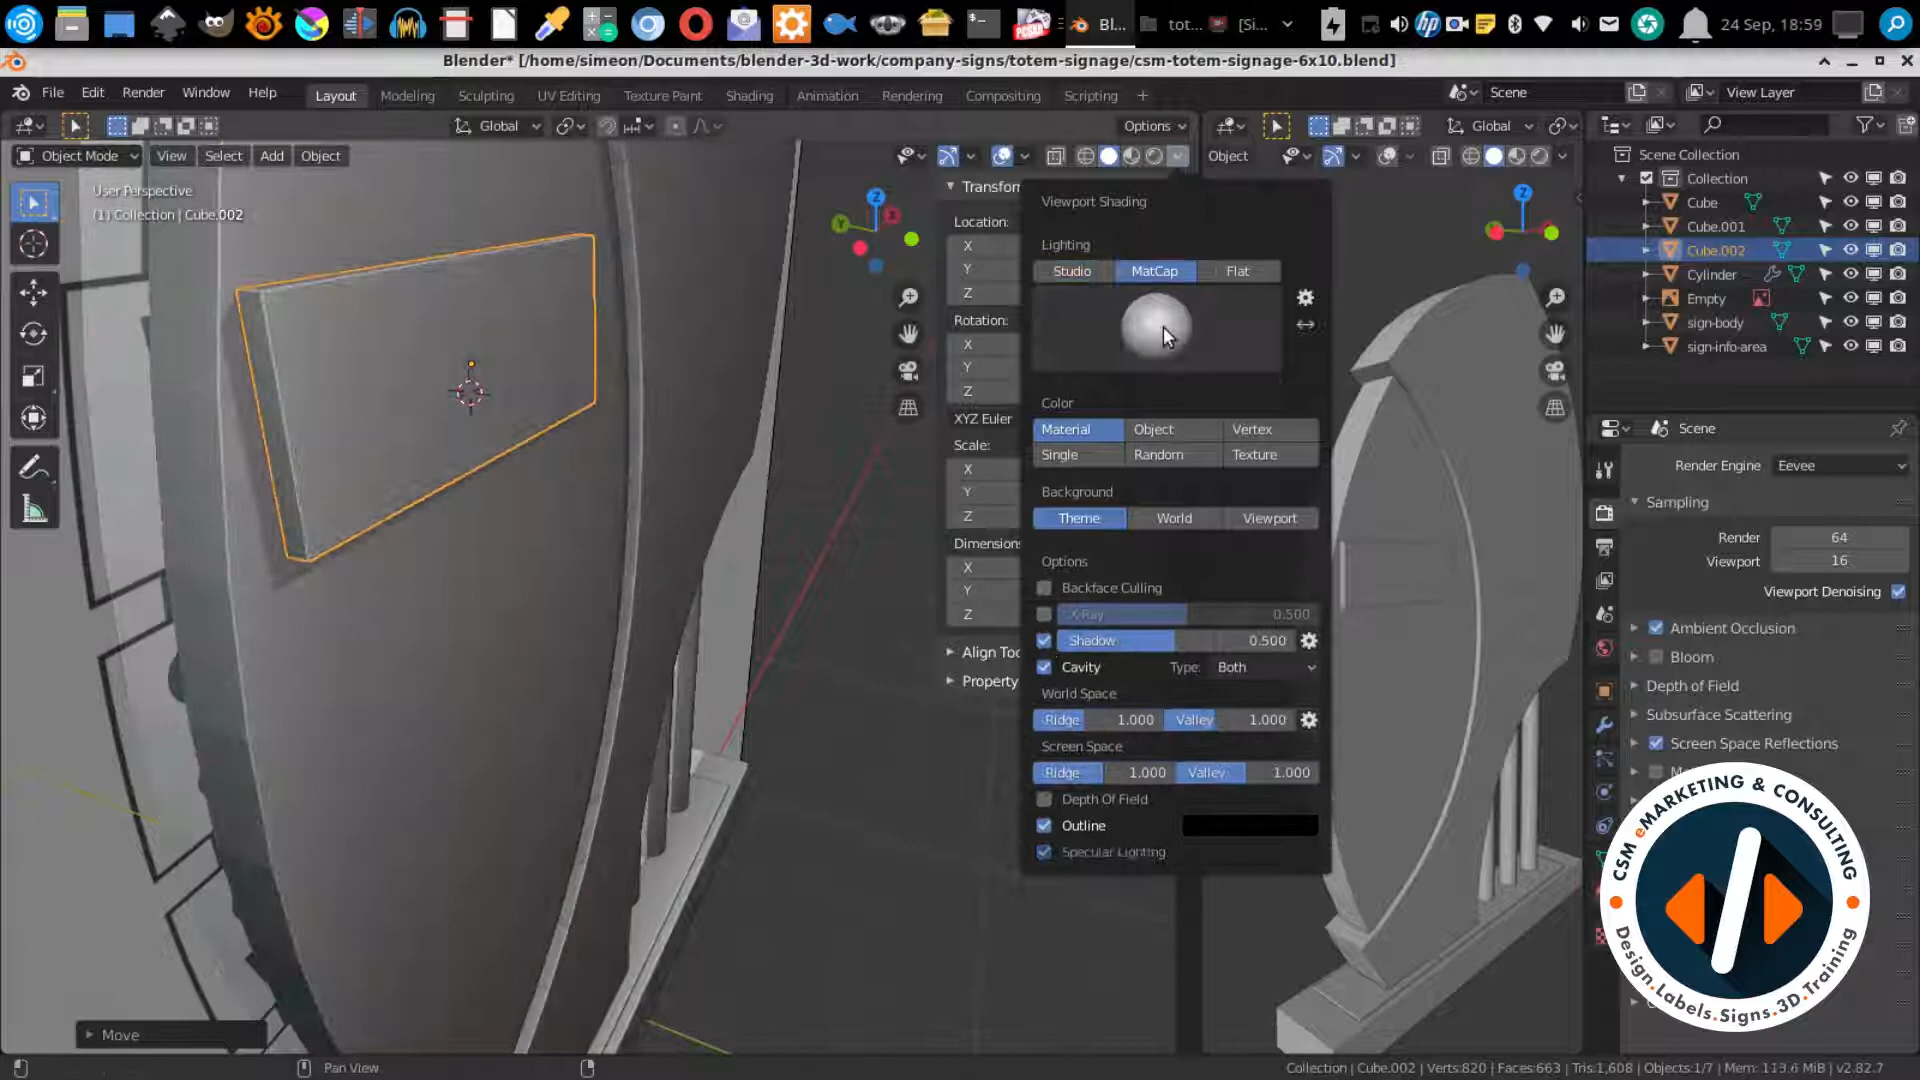 Bl...
tot...
[Si...
24 Sep, 18:59
Blender* [/home/simeon/Documents/blender-3d-work/company-signs/totem-signage/csm-totem-signage-6x10.blend]
File Edit Render Window Help
Layout Modeling Sculpting UV Editing Texture Paint Shading Animation Rendering Compositing Scripting +
Scene
View Layer
Global
Options
Global
Object Mode View Select Add Object
Object
User Perspective
(1) Collection | Cube.002
Transform
Location:
X
Y
Z
Rotation:
X
Y
Z
XYZ Euler
Scale:
X
Y
Z
Dimensions
X
Y
Z
Align Too
Property
Viewport Shading
Lighting
Studio MatCap Flat
Color
Material Object Vertex
Single Random Texture
Background
Theme World Viewport
Options
Backface Culling
X-Ray 0.500
Shadow 0.500
Cavity Type: Both
World Space
Ridge 1.000 Valley 1.000
Screen Space
Ridge 1.000 Valley 1.000
Depth Of Field
Outline
Specular Lighting
Scene Collection
Collection
Cube
Cube.001
Cube.002
Cylinder
Empty
sign-body
sign-info-area
Scene
Render Engine Eevee
Sampling
Render 64
Viewport 16
Viewport Denoising
Ambient Occlusion
Bloom
Depth of Field
Subsurface Scattering
Screen Space Reflections
CSM eMARKETING & CONSULTING
Design.Labels.Signs.3D.Training
Move
Pan View
Collection | Cube.002 | Verts:820 | Faces:663 | Tris:1,608 | Objects:1/7 | Mem: 113.6 MiB | v2.82.7